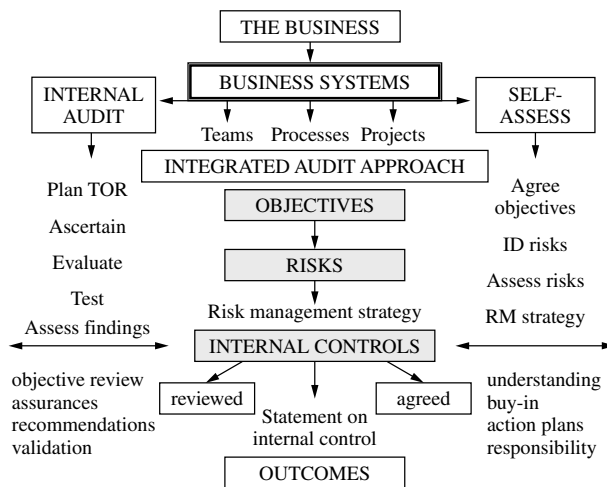 THE BUSINESS
BUSINESS SYSTEMS
INTERNAL
AUDIT
SELF-
ASSESS
Teams Processes Projects
INTEGRATED AUDIT APPROACH
Plan TOR
Ascertain
Evaluate
Test
Assess findings
OBJECTIVES
RISKS
Risk management strategy
INTERNAL CONTROLS
Agree
objectives
ID risks
Assess risks
RM strategy
objective review
assurances
recommendations
validation
reviewed
Statement on
internal control
agreed
understanding
buy-in
action plans
responsibility
OUTCOMES